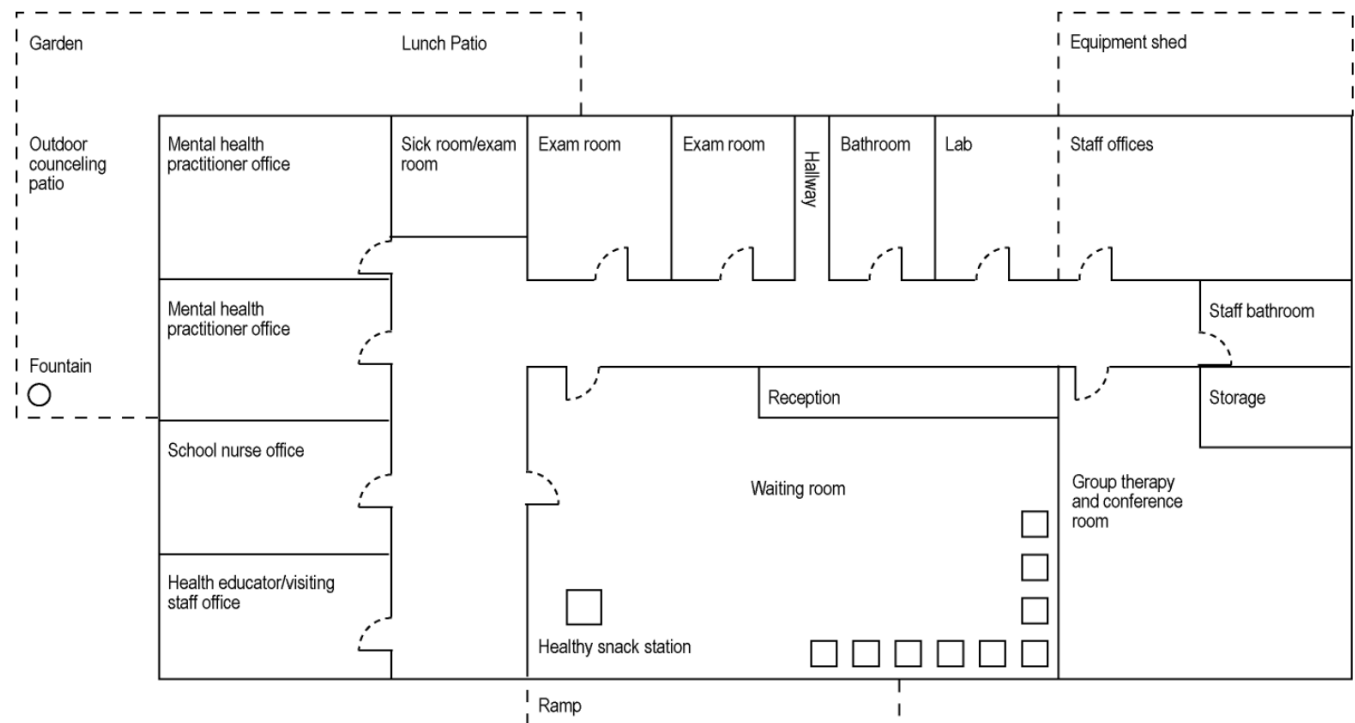 Garden
Lunch Patio
Equipment shed
Outdoor
counceling
patio
Mental health
practitioner office
Sick room/exam
room
Exam room
Exam room
Hallway
Bathroom
Lab
Staff offices
Mental health
practitioner office
Staff bathroom
Fountain
Reception
Storage
School nurse office
Waiting room
Group therapy
and conference
room
Health educator/visiting
staff office
Healthy snack station
Ramp